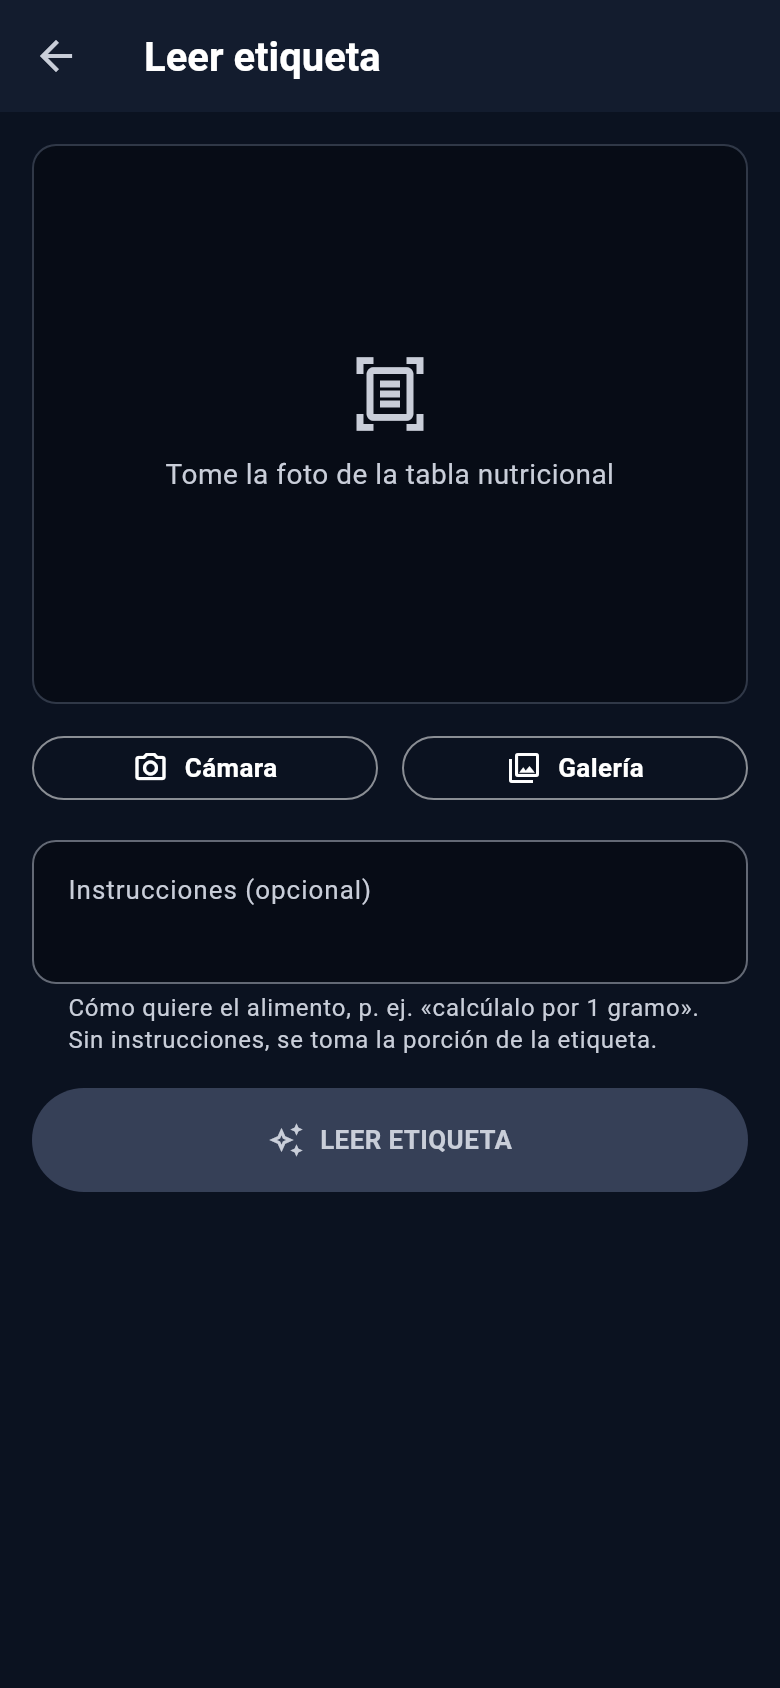 Leer etiqueta
Tome la foto de la tabla nutricional
Cámara
Galería
Instrucciones (opcional)
Cómo quiere el alimento, p. ej. «calcúlalo por 1 gramo».
Sin instrucciones, se toma la porción de la etiqueta.
LEER ETIQUETA